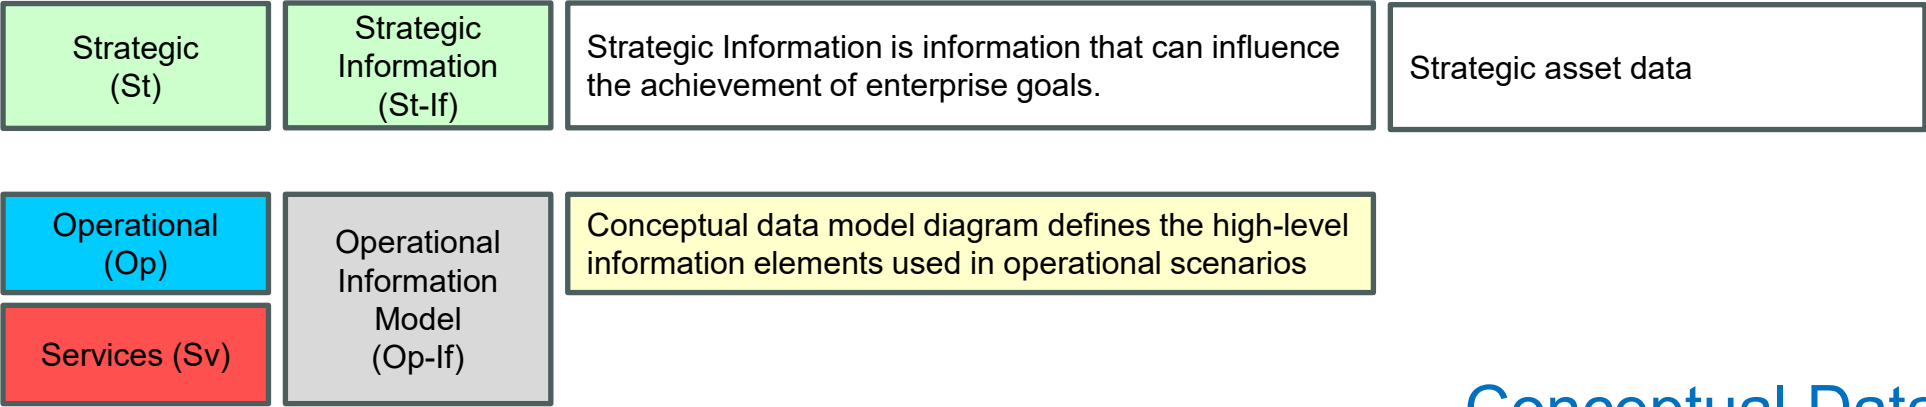 Strategic
(St)
Strategic
Information
(St-If)
Strategic Information is information that can influence
the achievement of enterprise goals.
Strategic asset data
Operational
(Op)
Services (Sv)
Operational
Information
Model
(Op-If)
Conceptual data model diagram defines the high-level
information elements used in operational scenarios
Conceptual Data